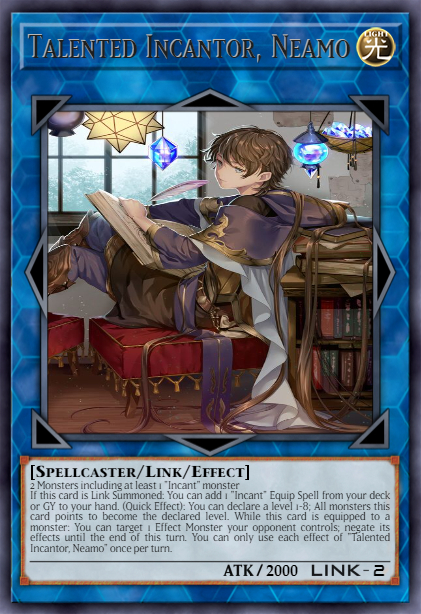 Talented Incantor, Neamo
LIGHT
光
[Spellcaster/Link/Effect]
2 Monsters including at least 1 "Incant" monster
If this card is Link Summoned: You can add 1 "Incant" Equip Spell from your deck
or GY to your hand. (Quick Effect): You can declare a level 1-8; All monsters this
card points to become the declared level. While this card is equipped to a
monster: You can target 1 Effect Monster your opponent controls; negate its
effects until the end of this turn. You can only use each effect of "Talented
Incantor, Neamo" once per turn.
ATK / 2000 LINK-2